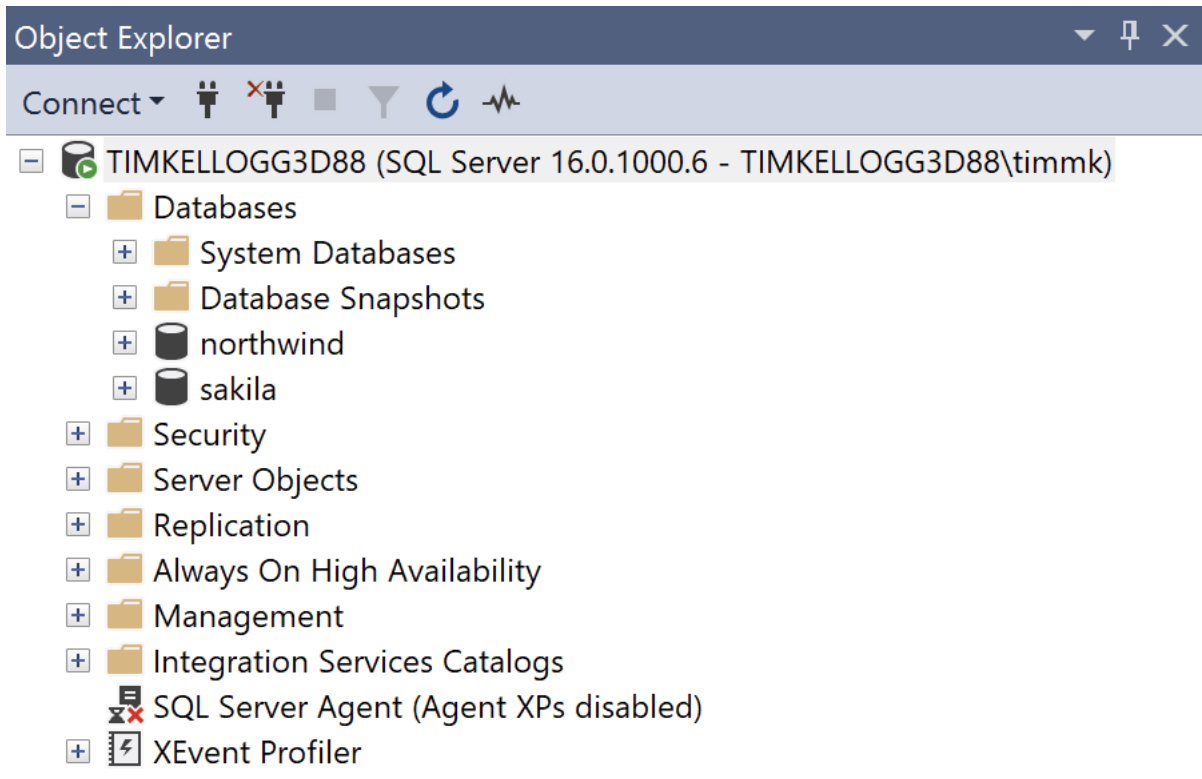 Object Explorer
Connect
TIMKELLOGG3D88 (SQL Server 16.0.1000.6 - TIMKELLOGG3D88\timmk)
Databases
System Databases
Database Snapshots
northwind
sakila
Security
Server Objects
Replication
Always On High Availability
Management
Integration Services Catalogs
SQL Server Agent (Agent XPs disabled)
XEvent Profiler